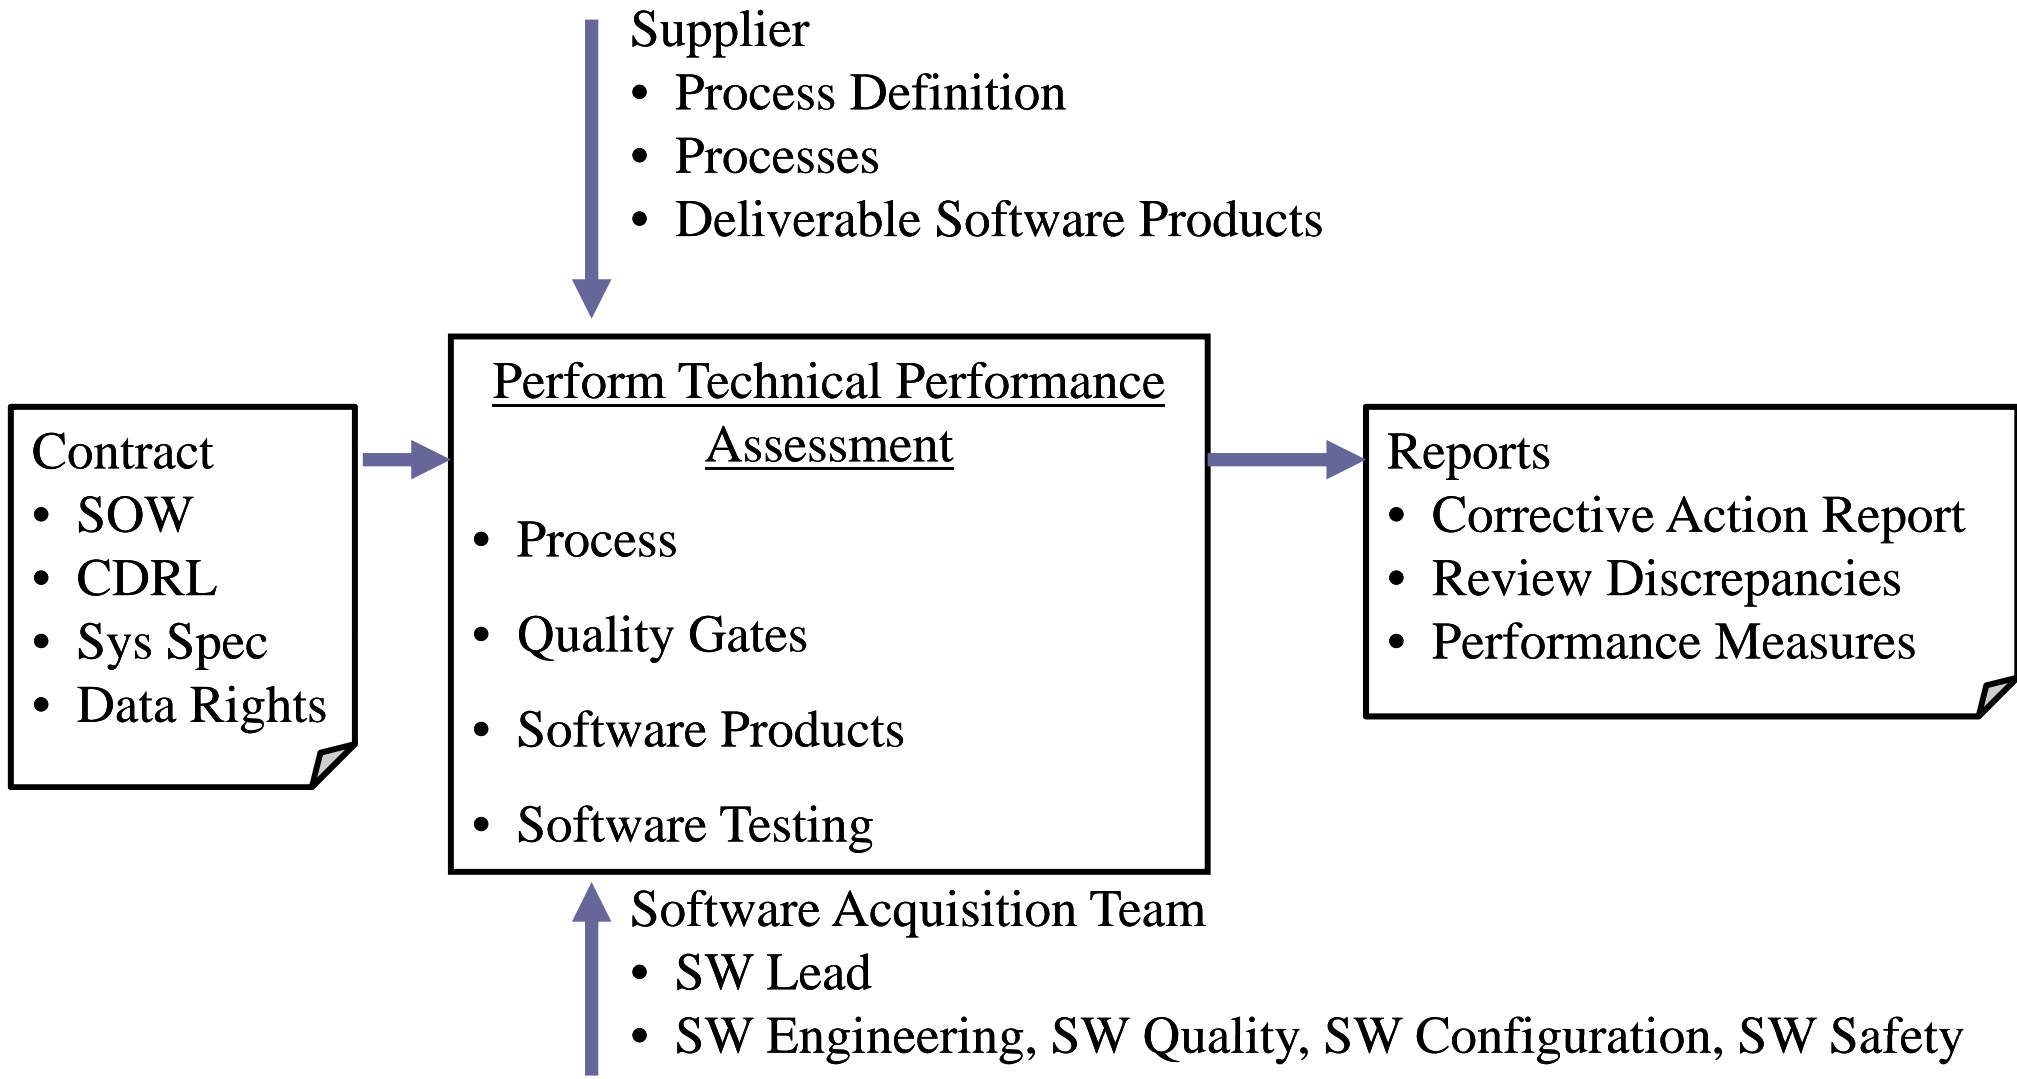 Supplier
• Process Definition
• Processes
• Deliverable Software Products
Contract
• SOW
• CDRL
• Sys Spec
• Data Rights
Perform Technical Performance
Assessment
• Process
• Quality Gates
• Software Products
• Software Testing
Reports
• Corrective Action Report
• Review Discrepancies
• Performance Measures
Software Acquisition Team
• SW Lead
• SW Engineering, SW Quality, SW Configuration, SW Safety